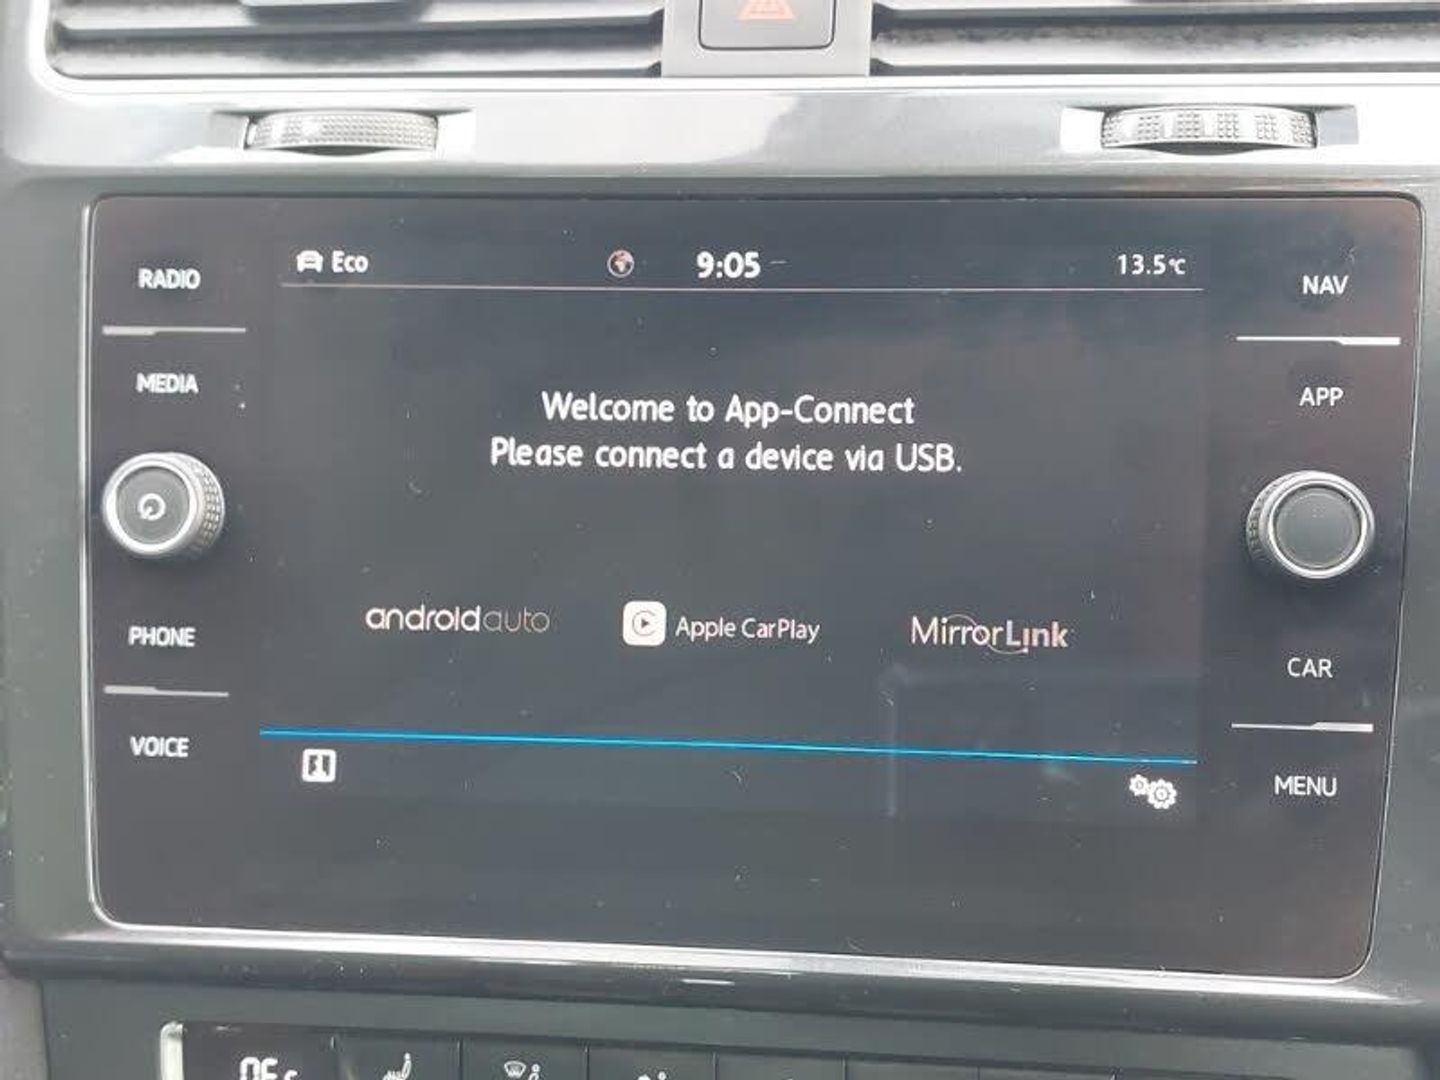 Eco 9:05 13.5°C
RADIO
NAV
MEDIA
APP
Welcome to App-Connect
Please connect a device via USB.
androidauto Apple CarPlay MirrorLink
PHONE
CAR
VOICE
MENU